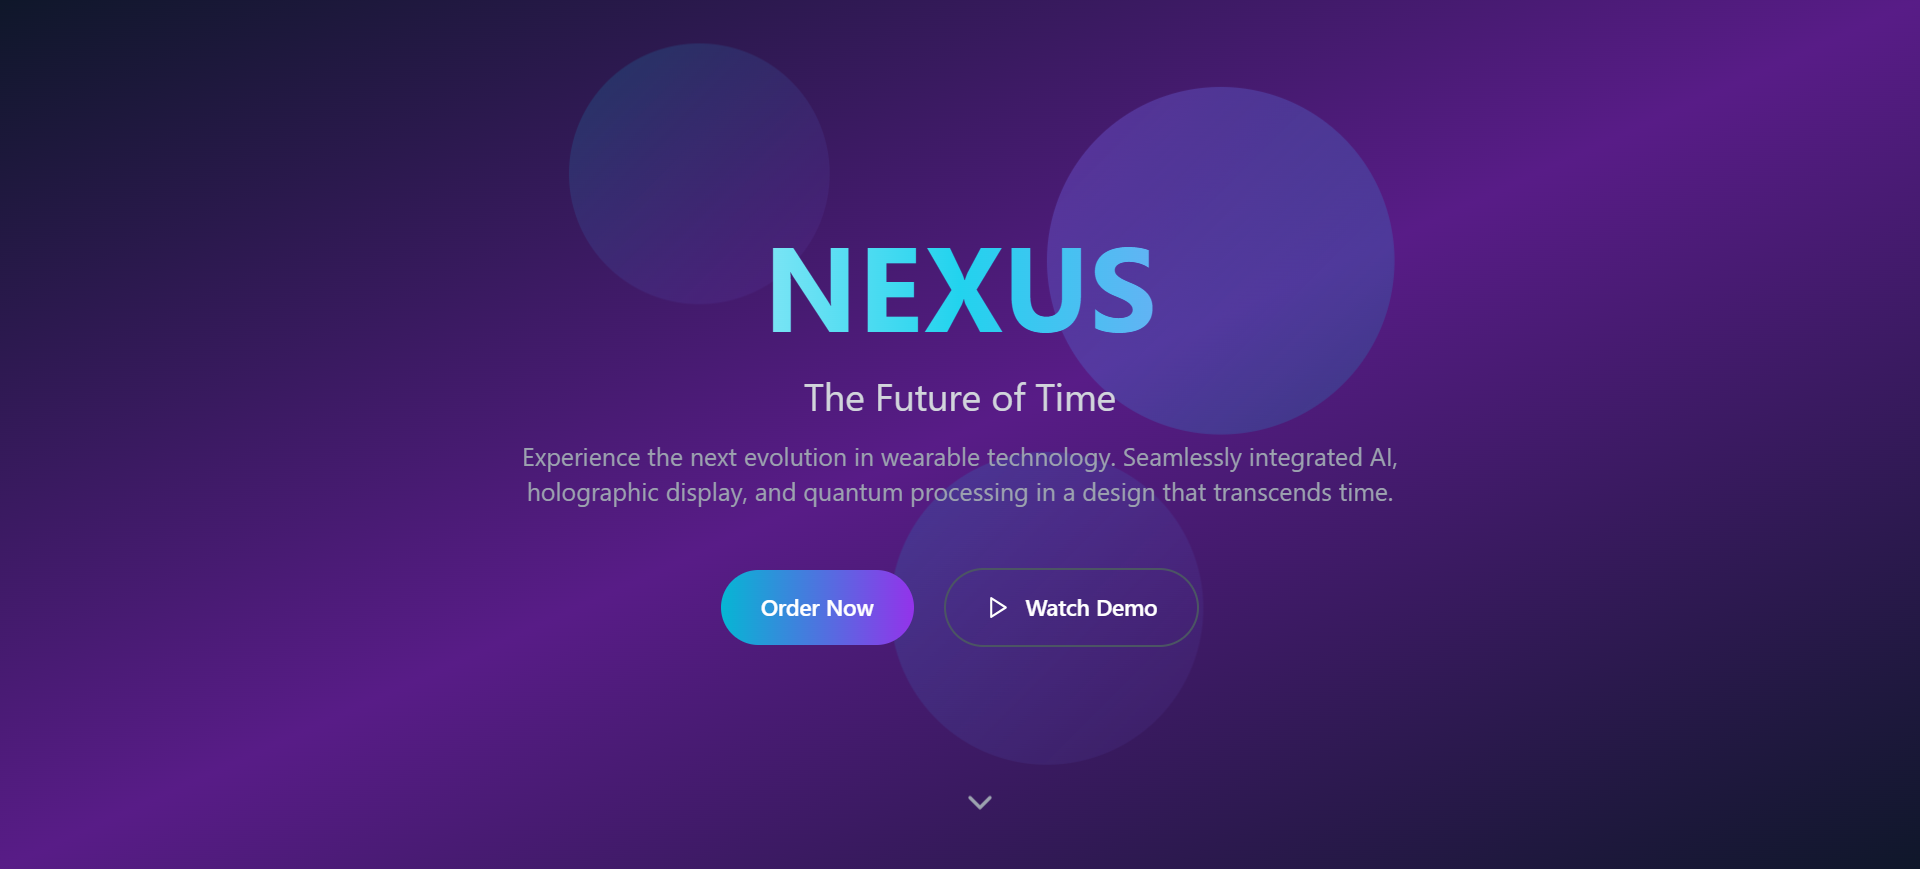 NEXUS
The Future of Time
Experience the next evolution in wearable technology. Seamlessly integrated AI,
holographic display, and quantum processing in a design that transcends time.
Order Now
Watch Demo